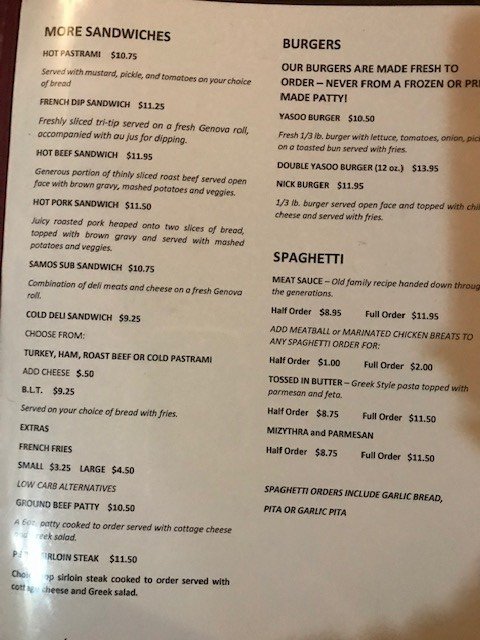 MORE SANDWICHES
HOT PASTRAMI $10.75
Served with mustard, pickle, and tomatoes on your choice
of bread
FRENCH DIP SANDWICH $11.25
Freshly sliced tri-tip served on a fresh Genova roll,
accompanied with au jus for dipping.
HOT BEEF SANDWICH $11.95
Generous portion of thinly sliced roast beef served open
face with brown gravy, mashed potatoes and veggies.
HOT PORK SANDWICH $11.50
Juicy roasted pork heaped onto two slices of bread,
topped with brown gravy and served with mashed
potatoes and veggies.
SAMOS SUB SANDWICH $10.75
Combination of deli meats and cheese on a fresh Genova
roll.
COLD DELI SANDWICH $9.25
CHOOSE FROM:
TURKEY, HAM, ROAST BEEF OR COLD PASTRAMI
ADD CHEESE $.50
B.L.T. $9.25
Served on your choice of bread with fries.
EXTRAS
FRENCH FRIES
SMALL $3.25 LARGE $4.50
LOW CARB ALTERNATIVES
GROUND BEEF PATTY $10.50
A 6oz. patty cooked to order served with cottage cheese
and Greek salad.
SIRLOIN STEAK $11.50
top sirloin steak cooked to order served with
cottage cheese and Greek salad.
BURGERS
OUR BURGERS ARE MADE FRESH TO
ORDER – NEVER FROM A FROZEN OR PRE
MADE PATTY!
YASOO BURGER $10.50
Fresh 1/3 lb. burger with lettuce, tomatoes, onion, pick
on a toasted bun served with fries.
DOUBLE YASOO BURGER (12 oz.) $13.95
NICK BURGER $11.95
1/3 lb. burger served open face and topped with chil
cheese and served with fries.
SPAGHETTI
MEAT SAUCE – Old family recipe handed down throug
the generations.
Half Order $8.95 Full Order $11.95
ADD MEATBALL or MARINATED CHICKEN BREATS TO
ANY SPAGHETTI ORDER FOR:
Half Order $1.00 Full Order $2.00
TOSSED IN BUTTER – Greek Style pasta topped with
parmesan and feta.
Half Order $8.75 Full Order $11.50
MIZYTHRA and PARMESAN
Half Order $8.75 Full Order $11.50
SPAGHETTI ORDERS INCLUDE GARLIC BREAD,
PITA OR GARLIC PITA